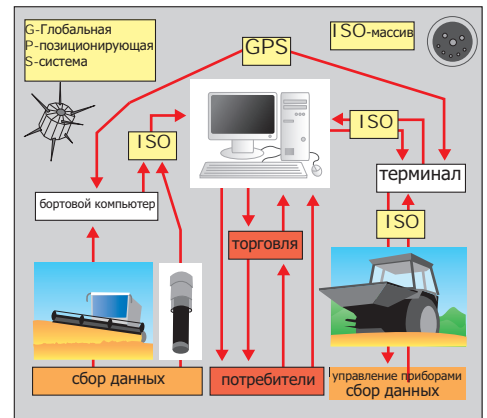 G-Глобальная
P-позиционирующая
S-система
GPS
ISO-массив
ISO
ISO
бортовой компьютер
терминал
ISO
торговля
сбор данных
потребители
управление приборами
сбор данных